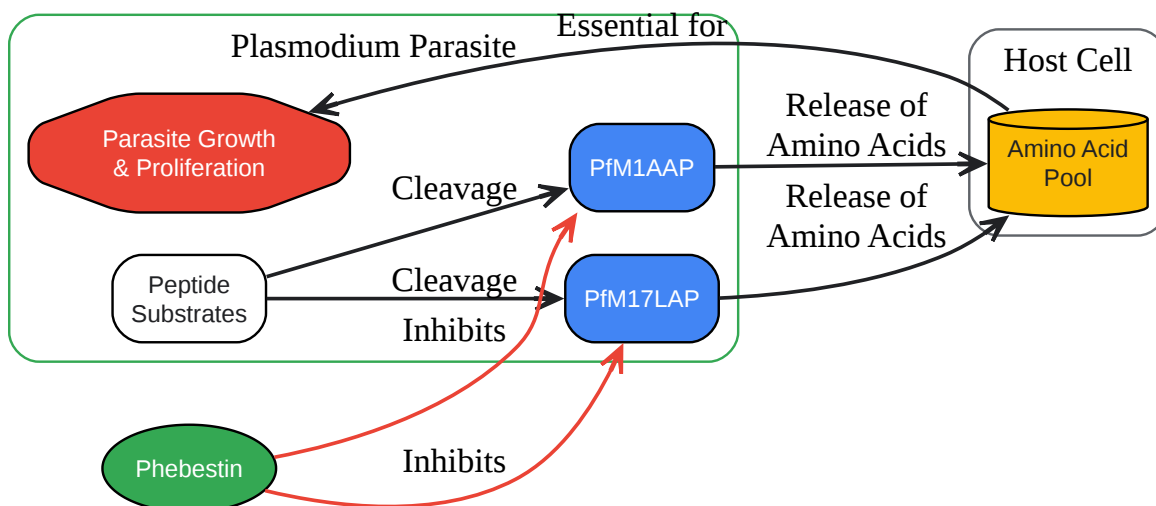 Essential for
Plasmodium Parasite
Host Cell
Parasite Growth
& Proliferation
PfM1AAP
Release of
Amino Acids
Amino Acid
Pool
Cleavage
Release of
Amino Acids
Peptide
Substrates
Cleavage
PfM17LAP
Inhibits
Phebestin
Inhibits